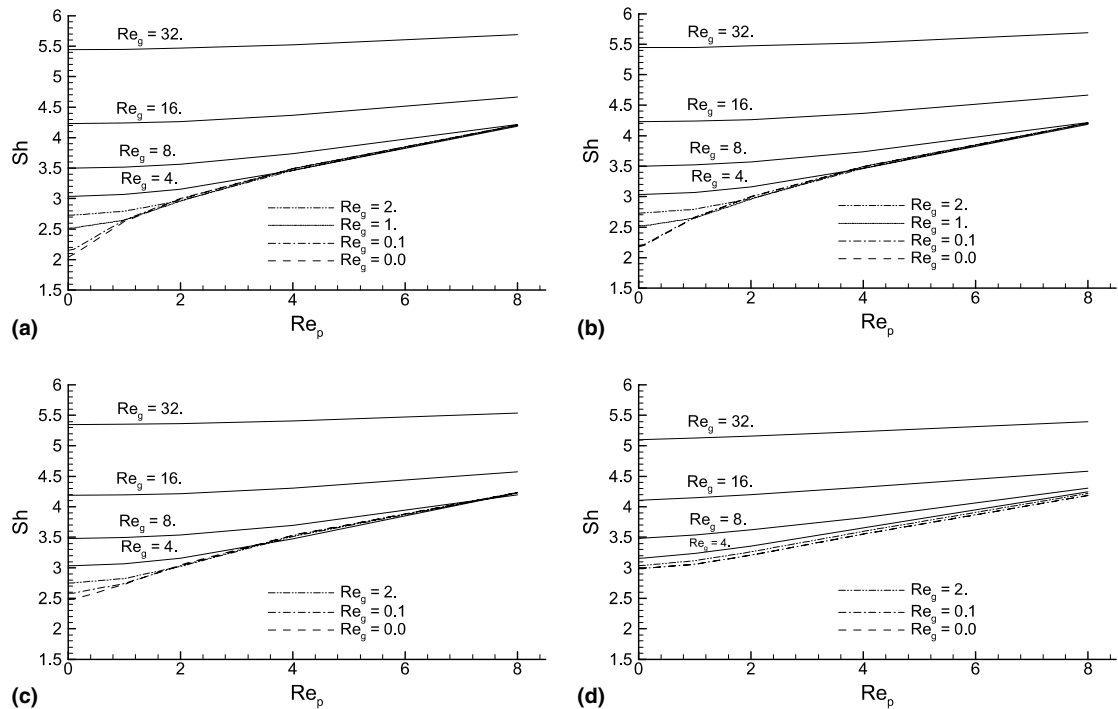 6
5.5
5
4.5
4
3.5
3
2.5
2
1.5
Sh
Re_g = 32.
Re_g = 16.
Re_g = 8.
Re_g = 4.
Re_g = 2.
Re_g = 1.
Re_g = 0.1
Re_g = 0.0
0 2 4 6 8
Re_p
(a)
6
5.5
5
4.5
4
3.5
3
2.5
2
1.5
Sh
Re_g = 32.
Re_g = 16.
Re_g = 8.
Re_g = 4.
Re_g = 2.
Re_g = 1.
Re_g = 0.1
Re_g = 0.0
0 2 4 6 8
Re_p
(b)
6
5.5
5
4.5
4
3.5
3
2.5
2
1.5
Sh
Re_g = 32.
Re_g = 16.
Re_g = 8.
Re_g = 4.
Re_g = 2.
Re_g = 0.1
Re_g = 0.0
0 2 4 6 8
Re_p
(c)
6
5.5
5
4.5
4
3.5
3
2.5
2
1.5
Sh
Re_g = 32.
Re_g = 16.
Re_g = 8.
Re_g = 4.
Re_g = 2.
Re_g = 0.1
Re_g = 0.0
0 2 4 6 8
Re_p
(d)